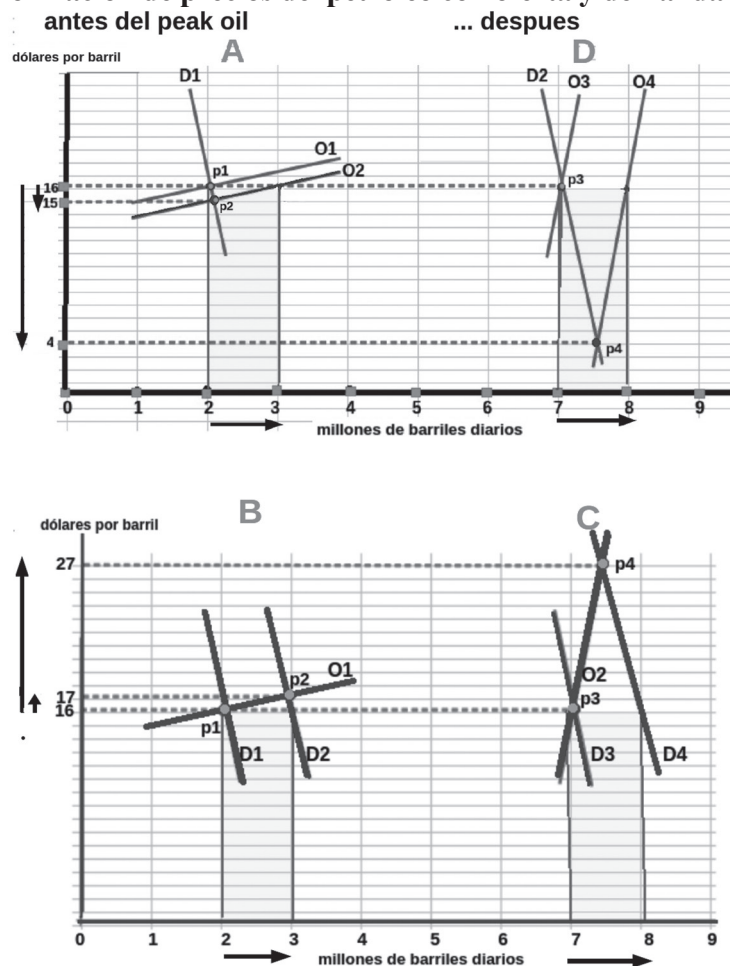 antes del peak oil ... despues
A D
dólares por barril
D1 D2 O3 O4
O1
p1 O2
p3
16
15 p2
4
p4
0 1 2 3 4 5 6 7 8 9
millones de barriles diarios
B C
dólares por barril
27 p4
O1 O2
p2
17 p3
16
p1
D1 D2 D3 D4
0 1 2 3 4 5 6 7 8 9
millones de barriles diarios